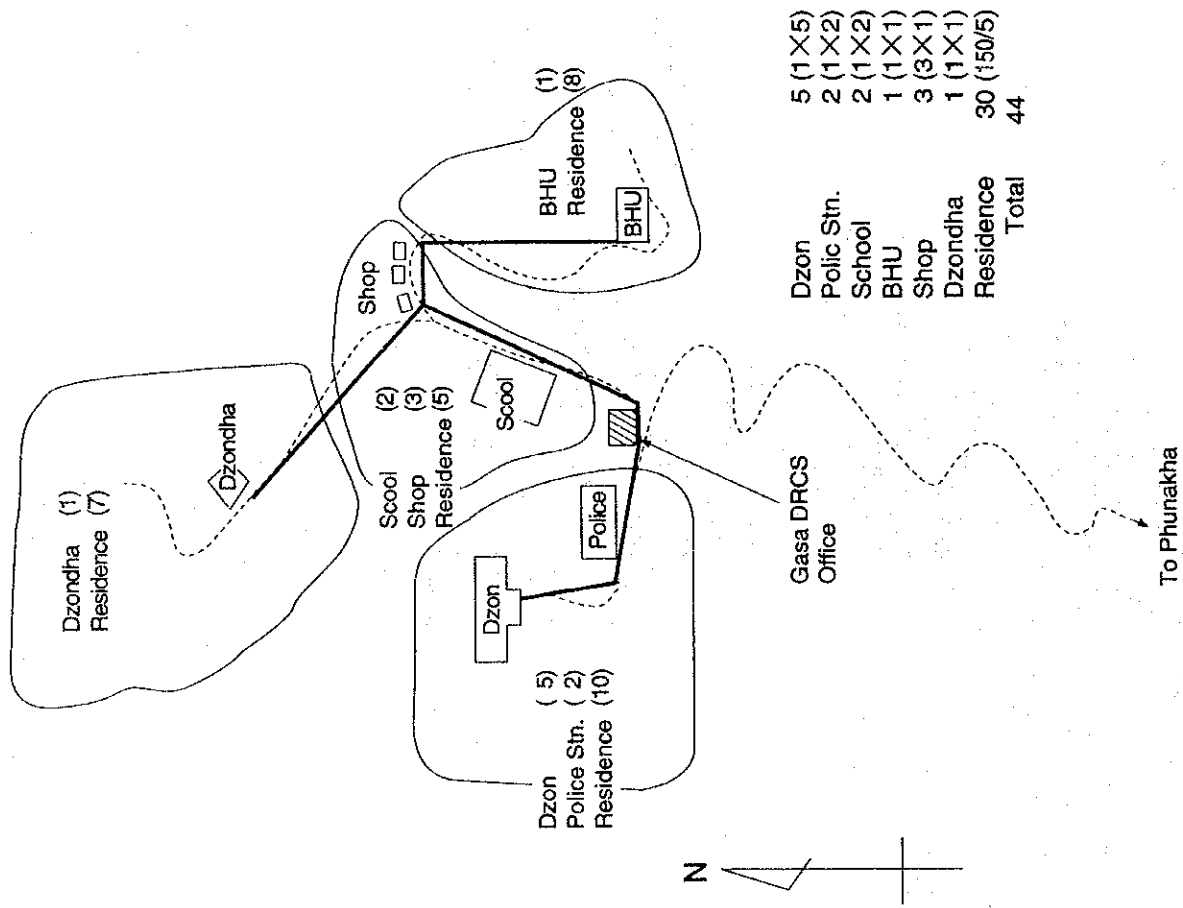 Dzondha (1)
Residence (7)
Dzondha
Shop
BHU (1)
Residence (8)
BHU
Scool (2)
Shop (3)
Residence (5)
Scool
Dzon ( 5)
Police Stn. ( 2)
Residence (10)
Dzon
Police
Gasa DRCS
Office
To Phunakha
N
Dzon 5 (1×5)
Polic Stn. 2 (1×2)
School 2 (1×2)
BHU 1 (1×1)
Shop 3 (3×1)
Dzondha 1 (1×1)
Residence 30 (150/5)
Total 44